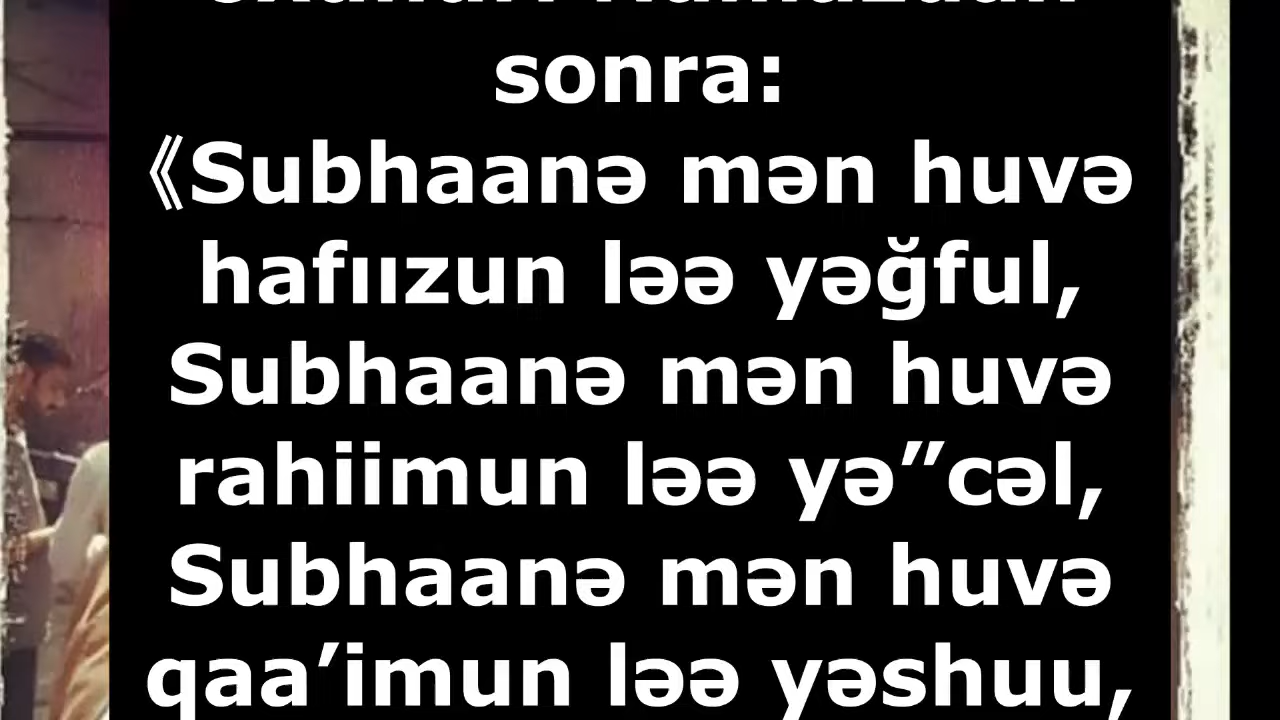 sonra:
《Subhaanə mən huvə
hafıızun ləə yəğful,
Subhaanə mən huvə
rahiimun ləə yə”cəl,
Subhaanə mən huvə
qaa’imun ləə yəshuu,